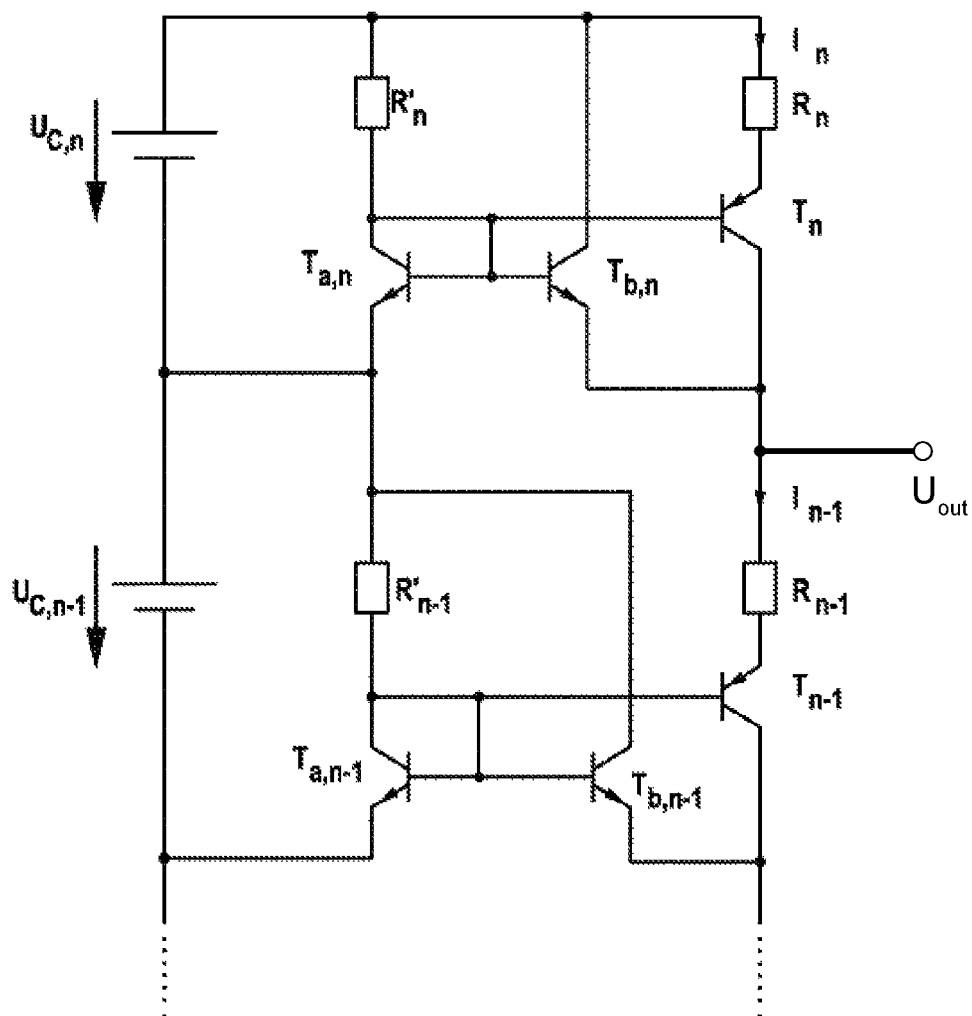 I n
R'n
R n
U C,n
T n
T a,n
T b,n
U out
I n-1
R'n-1
R n-1
U C,n-1
T n-1
T a,n-1
T b,n-1